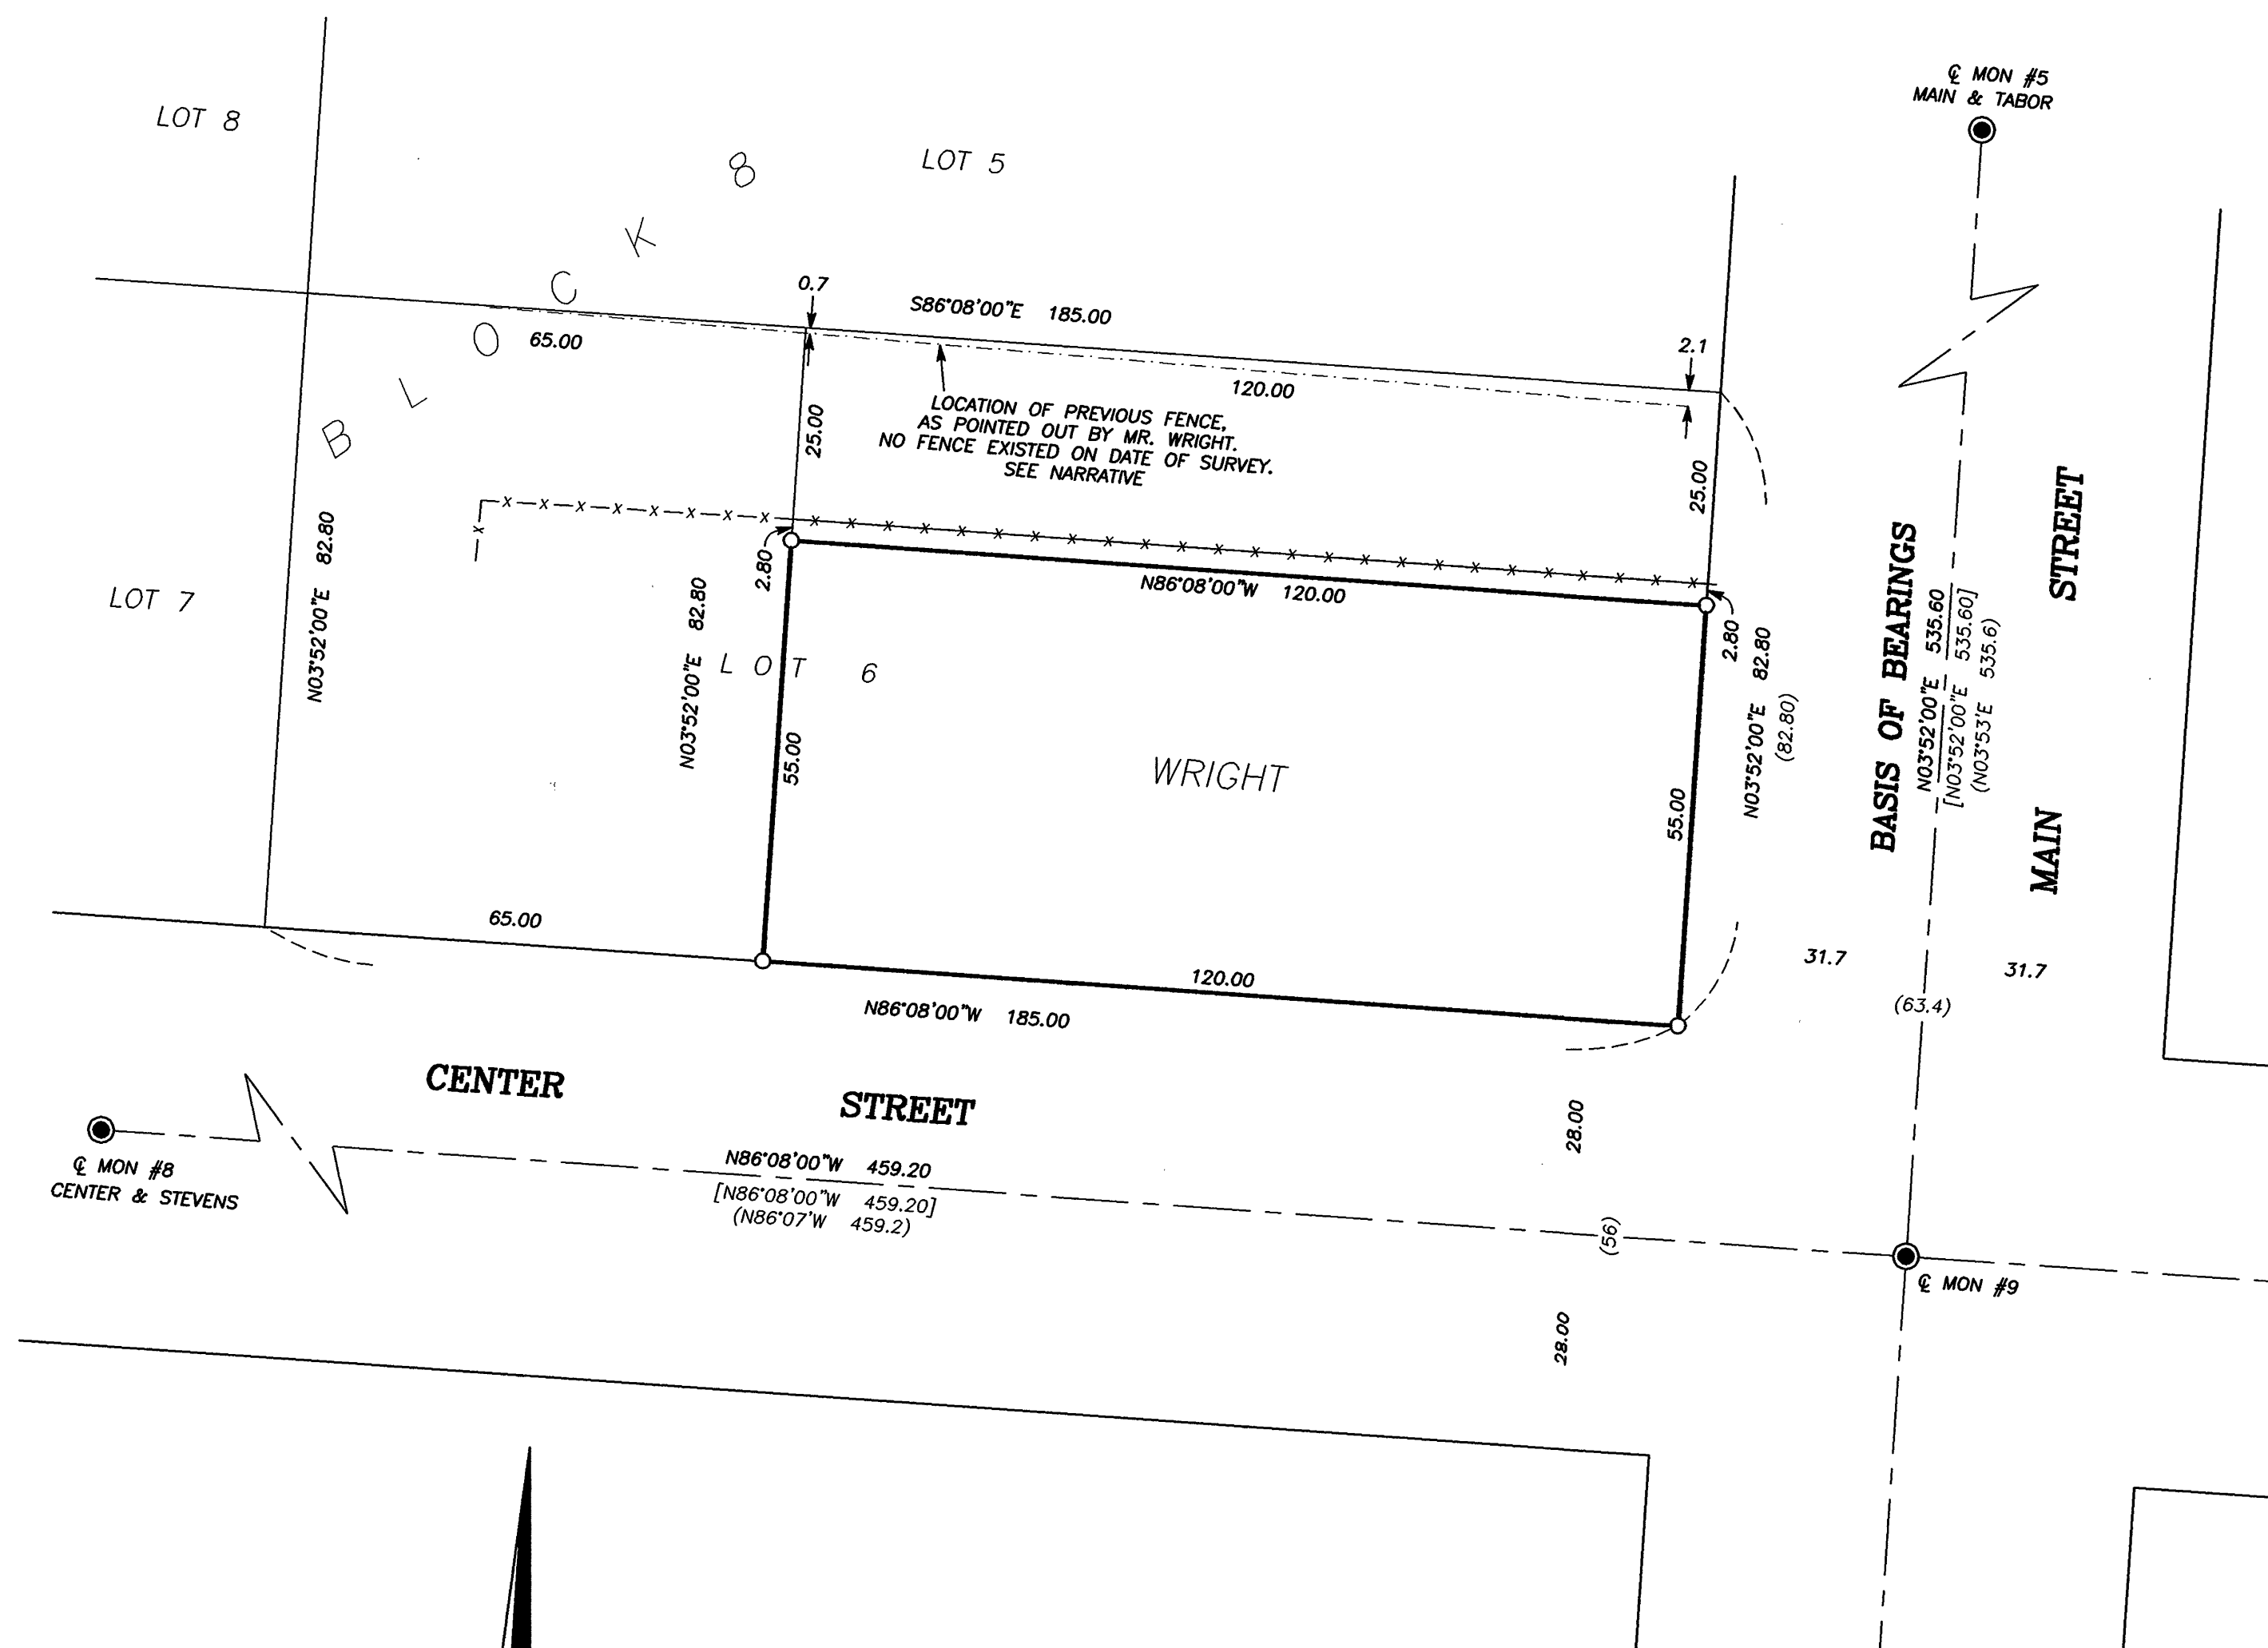 ℄ MON #5
MAIN & TABOR
LOT 8
LOT 5
BLOCK 8
0.7
S86°08'00"E 185.00
65.00
2.1
120.00
LOCATION OF PREVIOUS FENCE,
AS POINTED OUT BY MR. WRIGHT.
NO FENCE EXISTED ON DATE OF SURVEY.
SEE NARRATIVE
25.00
25.00
LOT 7
N03°52'00"E 82.80
2.80
N86°08'00"W 120.00
2.80
N03°52'00"E 82.80
LOT 6
N03°52'00"E 82.80
(82.80)
55.00
WRIGHT
55.00
BASIS OF BEARINGS
N03°52'00"E 535.60
[N03°52'00"E 535.60]
(N03°53'E 535.6)
MAIN STREET
65.00
120.00
N86°08'00"W 185.00
31.7
31.7
(63.4)
CENTER STREET
28.00
℄ MON #8
CENTER & STEVENS
N86°08'00"W 459.20
[N86°08'00"W 459.20]
(N86°07'W 459.2)
(56)
℄ MON #9
28.00